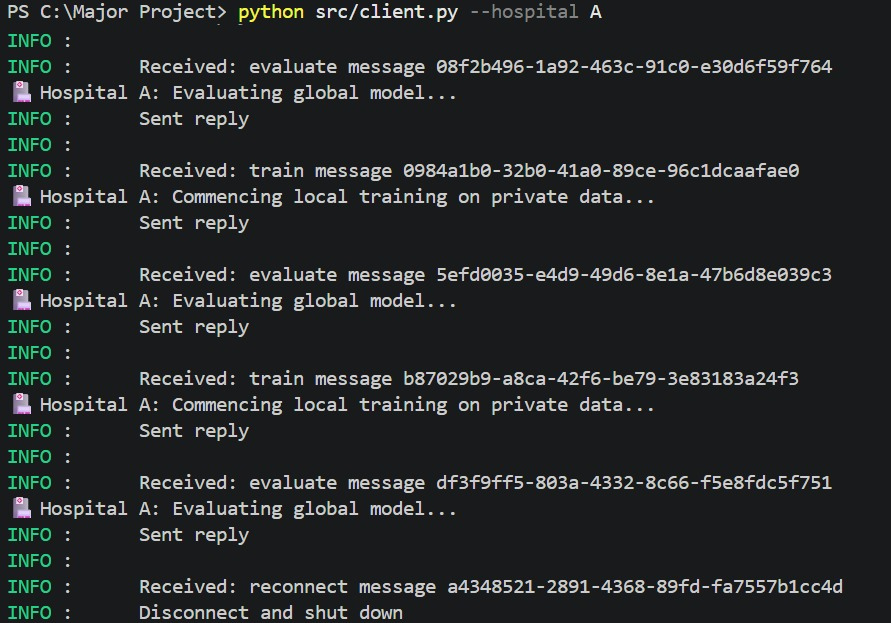 PS C:\Major Project> python src/client.py --hospital A
INFO :
INFO : Received: evaluate message 08f2b496-1a92-463c-91c0-e30d6f59f764
Hospital A: Evaluating global model...
INFO : Sent reply
INFO :
INFO : Received: train message 0984a1b0-32b0-41a0-89ce-96c1dcaafae0
Hospital A: Commencing local training on private data...
INFO : Sent reply
INFO :
INFO : Received: evaluate message 5efd0035-e4d9-49d6-8e1a-47b6d8e039c3
Hospital A: Evaluating global model...
INFO : Sent reply
INFO :
INFO : Received: train message b87029b9-a8ca-42f6-be79-3e83183a24f3
Hospital A: Commencing local training on private data...
INFO : Sent reply
INFO :
INFO : Received: evaluate message df3f9ff5-803a-4332-8c66-f5e8fdc5f751
Hospital A: Evaluating global model...
INFO : Sent reply
INFO :
INFO : Received: reconnect message a4348521-2891-4368-89fd-fa7557b1cc4d
INFO : Disconnect and shut down